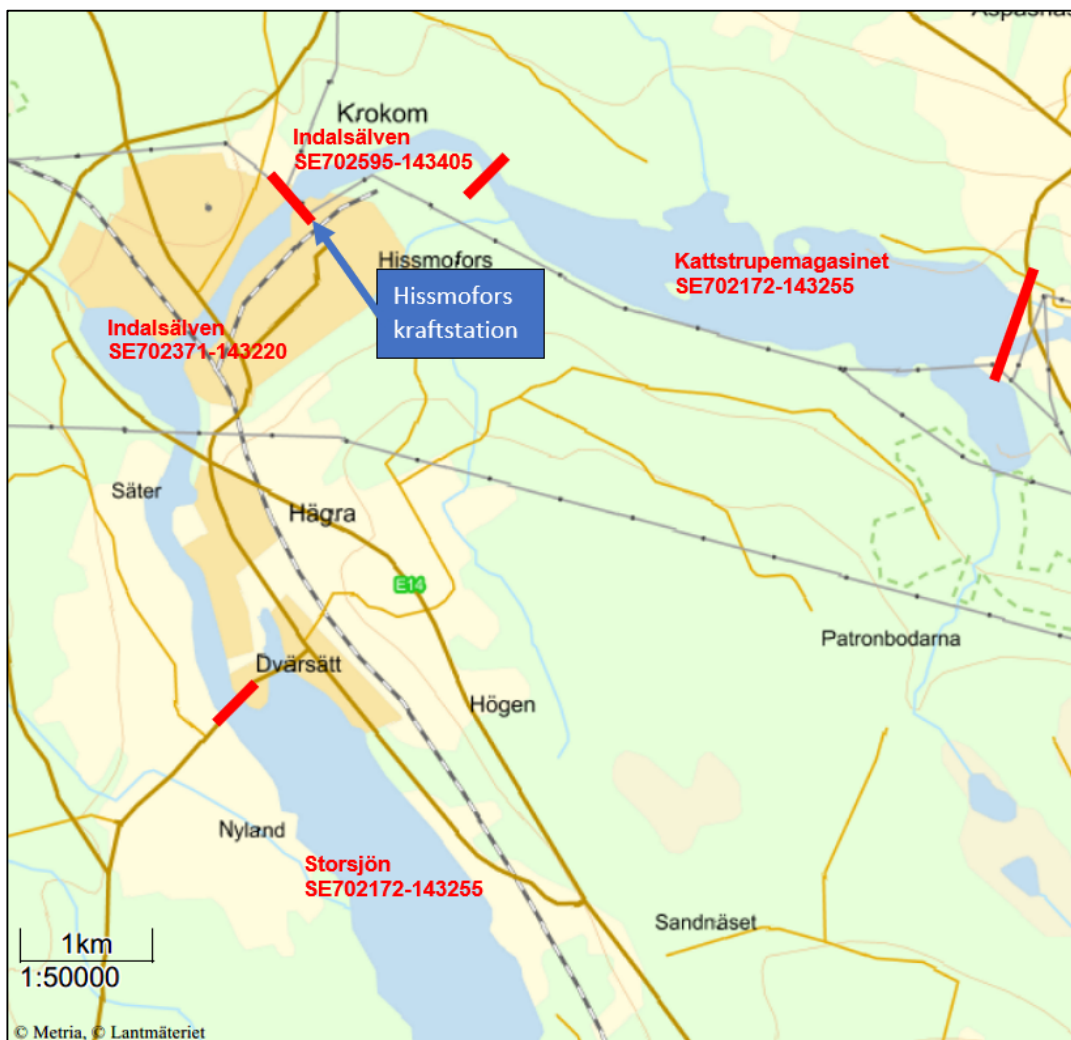 Krokom
Indalsälven
SE702595-143405
Hissmofors
Kattstrupemagasinet
SE702172-143255
Hissmofors
kraftstation
Indalsälven
SE702371-143220
Säter
Hägra
E14
Patronbodarna
Dvärsätt
Högen
Nyland
Storsjön
SE702172-143255
Sandnäset
1km
1:50000
© Metria, © Lantmäteriet